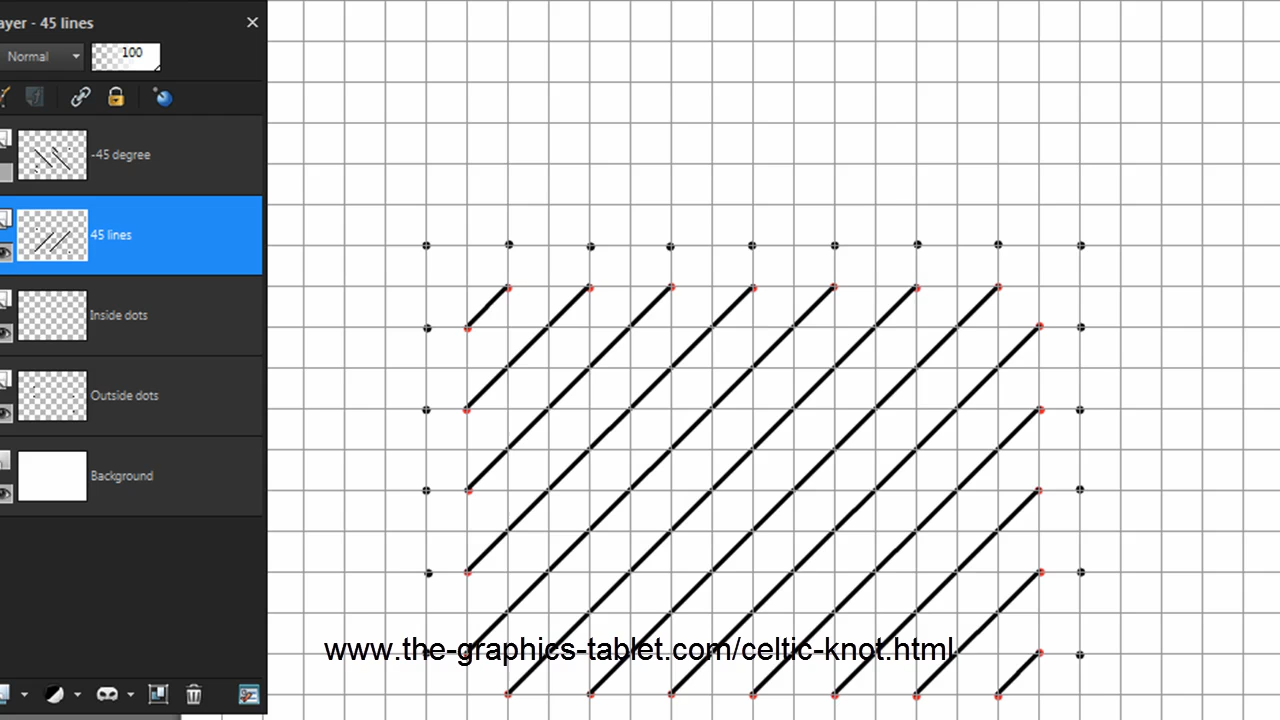 ayer - 45 lines
Normal
100
-45 degree
45 lines
Inside dots
Outside dots
Background
www.the-graphics-tablet.com/celtic-knot.html